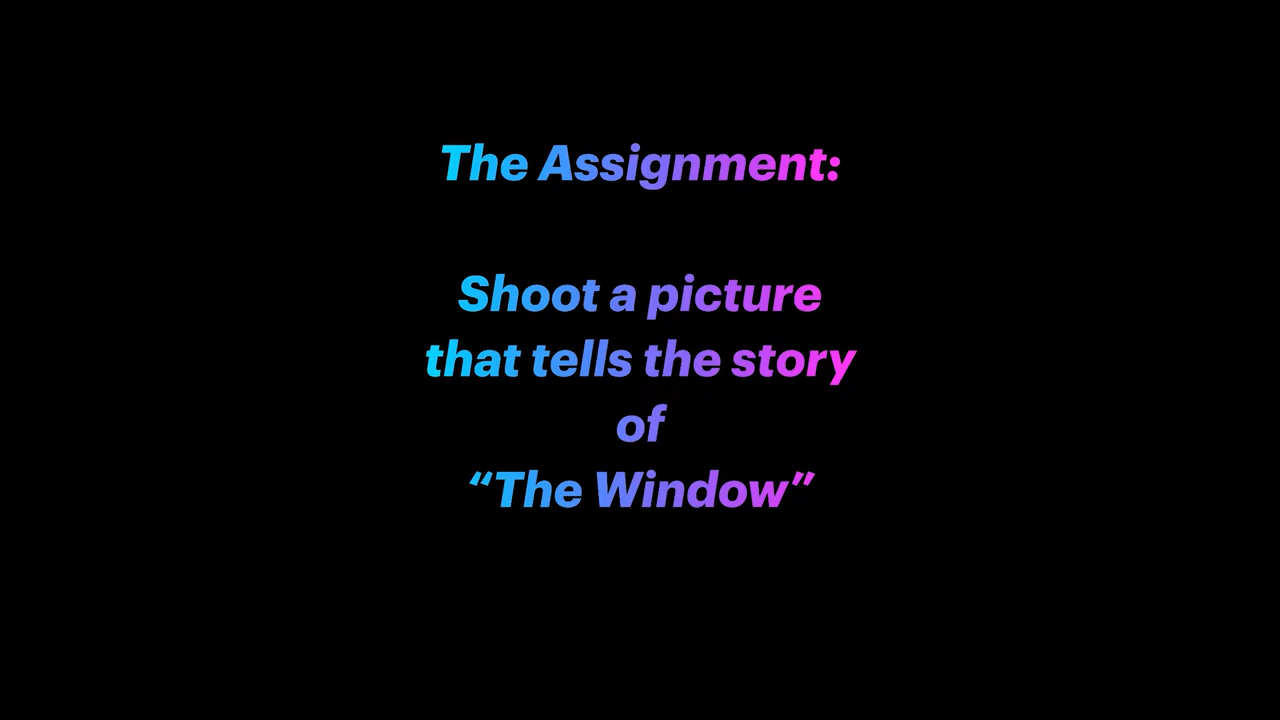 The Assignment:
Shoot a picture
that tells the story
of
“The Window”